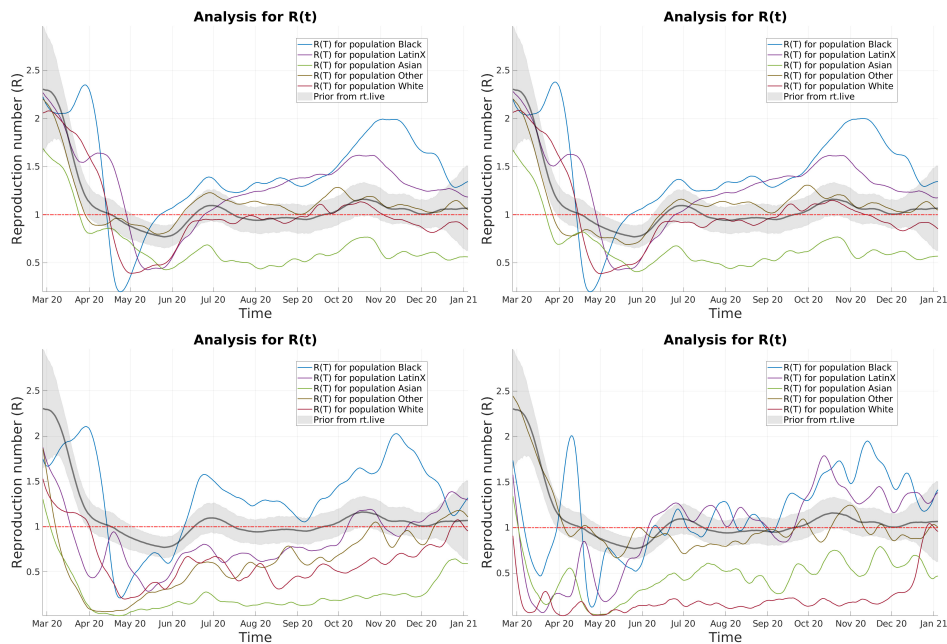 Analysis for R(t)
Reproduction number (R)
2.5
2
1.5
1
0.5
R(T) for population Black
R(T) for population LatinX
R(T) for population Asian
R(T) for population Other
R(T) for population White
Prior from rt.live
Mar 20 Apr 20 May 20 Jun 20 Jul 20 Aug 20 Sep 20 Oct 20 Nov 20 Dec 20 Jan 21
Time
Analysis for R(t)
Reproduction number (R)
2.5
2
1.5
1
0.5
R(T) for population Black
R(T) for population LatinX
R(T) for population Asian
R(T) for population Other
R(T) for population White
Prior from rt.live
Mar 20 Apr 20 May 20 Jun 20 Jul 20 Aug 20 Sep 20 Oct 20 Nov 20 Dec 20 Jan 21
Time
Analysis for R(t)
Reproduction number (R)
2.5
2
1.5
1
0.5
R(T) for population Black
R(T) for population LatinX
R(T) for population Asian
R(T) for population Other
R(T) for population White
Prior from rt.live
Mar 20 Apr 20 May 20 Jun 20 Jul 20 Aug 20 Sep 20 Oct 20 Nov 20 Dec 20 Jan 21
Time
Analysis for R(t)
Reproduction number (R)
2.5
2
1.5
1
0.5
R(T) for population Black
R(T) for population LatinX
R(T) for population Asian
R(T) for population Other
R(T) for population White
Prior from rt.live
Mar 20 Apr 20 May 20 Jun 20 Jul 20 Aug 20 Sep 20 Oct 20 Nov 20 Dec 20 Jan 21
Time